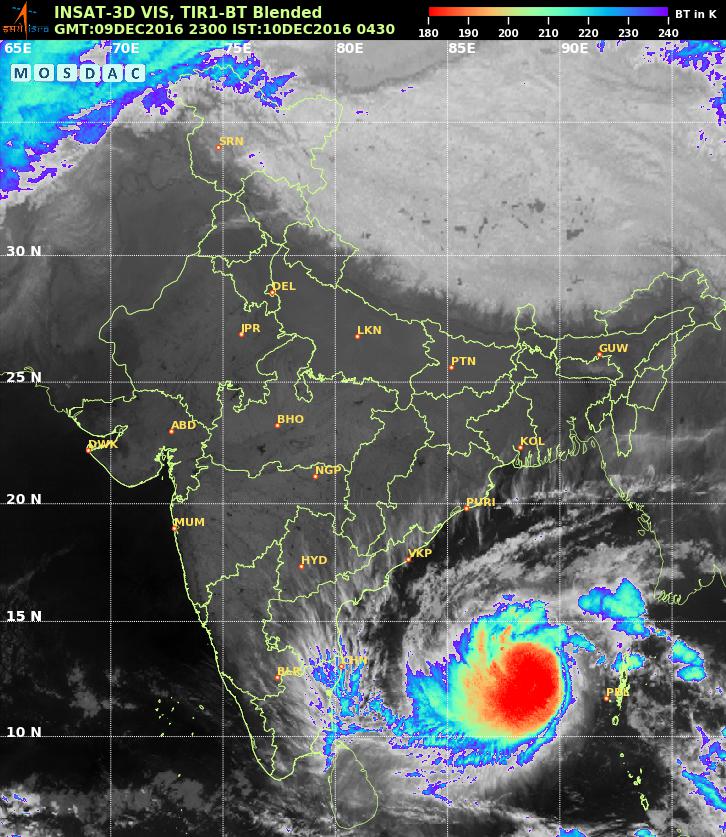 INSAT-3D VIS, TIR1-BT Blended
GMT:09DEC2016 2300 IST:10DEC2016 0430
BT in K
180 190 200 210 220 230 240
65E 70E 75E 80E 85E 90E
MOSDAC
SRN
30 N
DEL
JPR
LKN
GUW
PTN
25 N
ABD
BHO
DWK
KOL
NGP
20 N
PURI
MUM
VKP
HYD
15 N
CHN
BLR
PBL
10 N